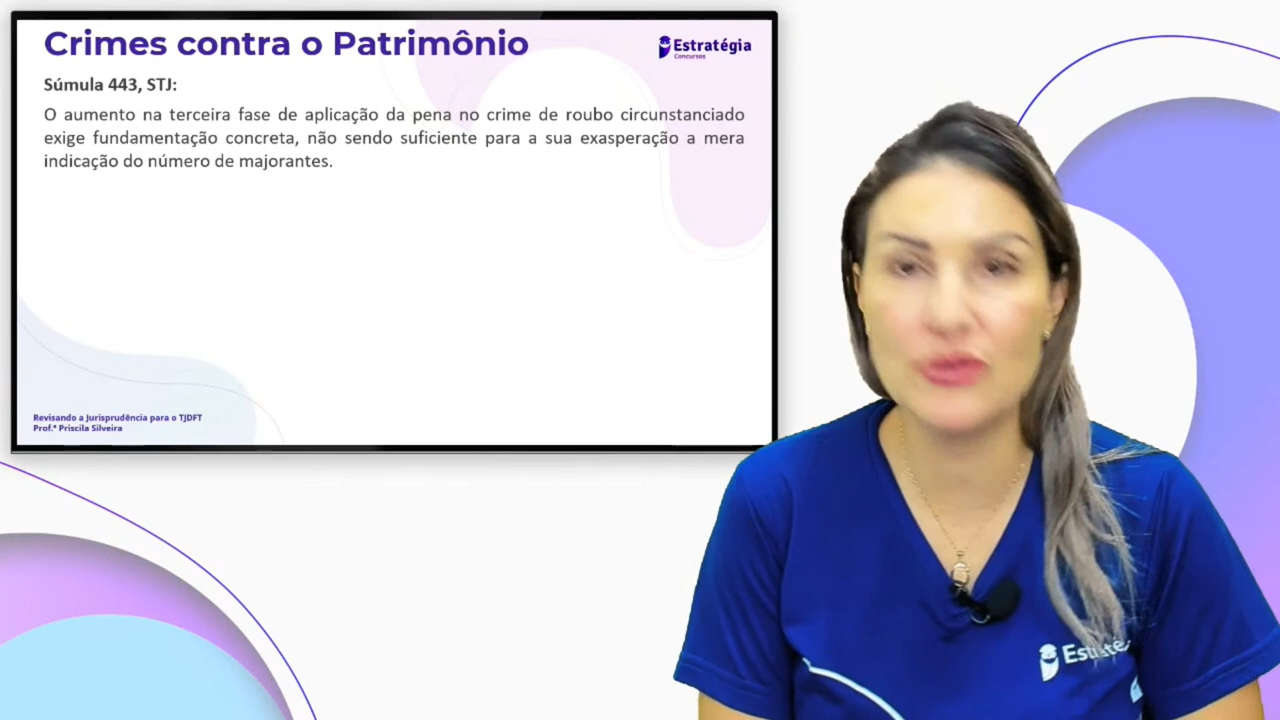 Crimes contra o Patrimônio
Estratégia
Concursos
Súmula 443, STJ:
O aumento na terceira fase de aplicação da pena no crime de roubo circunstanciado
exige fundamentação concreta, não sendo suficiente para a sua exasperação a mera
indicação do número de majorantes.
Revisando a Jurisprudência para o TJDFT
Prof.ª Priscila Silveira